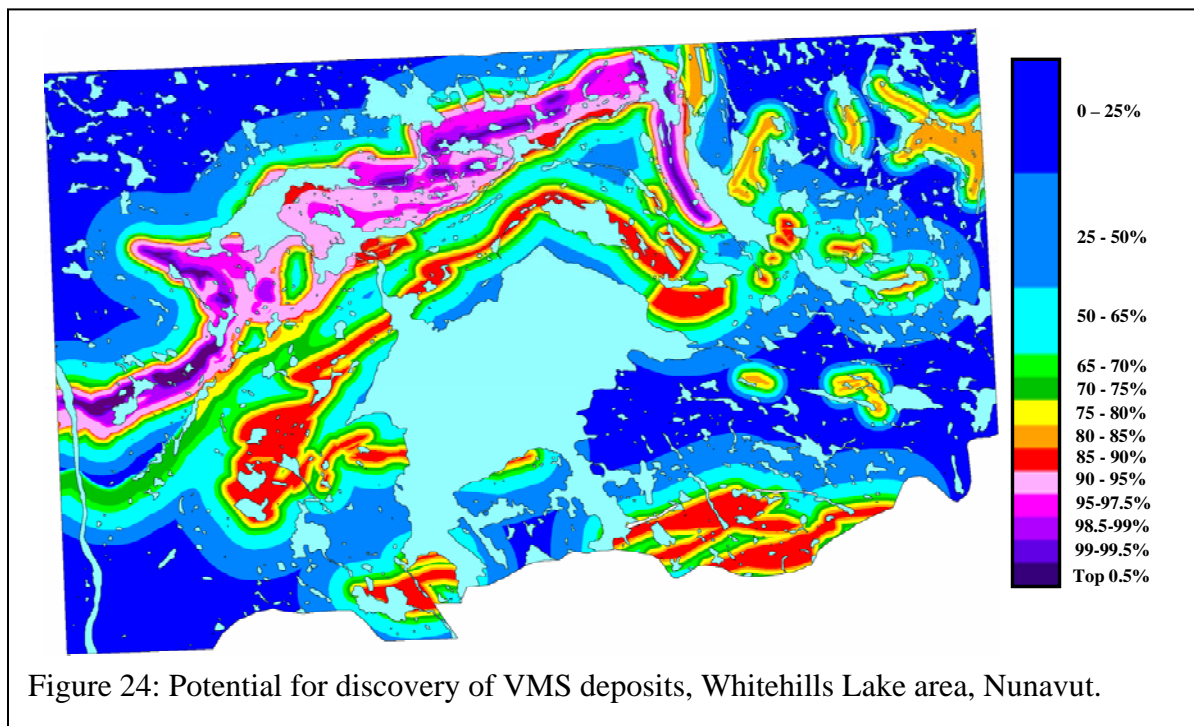 0 – 25%
25 - 50%
50 - 65%
65 - 70%
70 - 75%
75 - 80%
80 - 85%
85 - 90%
90 - 95%
95-97.5%
98.5-99%
99-99.5%
Top 0.5%
Figure 24: Potential for discovery of VMS deposits, Whitehills Lake area, Nunavut.